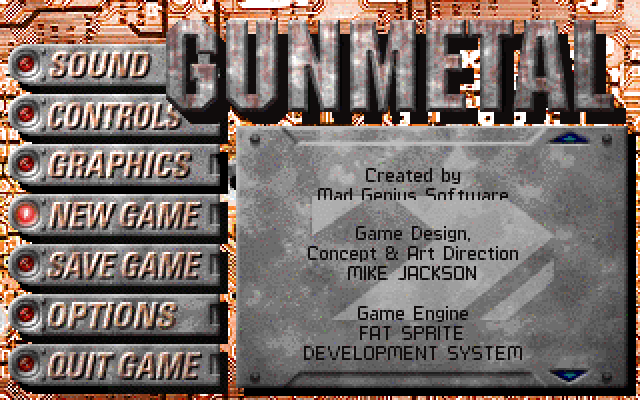 GUNMETAL
SOUND
CONTROLS
GRAPHICS
NEW GAME
SAVE GAME
OPTIONS
QUIT GAME
Created by
Mad Genius Software
Game Design,
Concept & Art Direction
MIKE JACKSON
Game Engine
FAT SPRITE
DEVELOPMENT SYSTEM